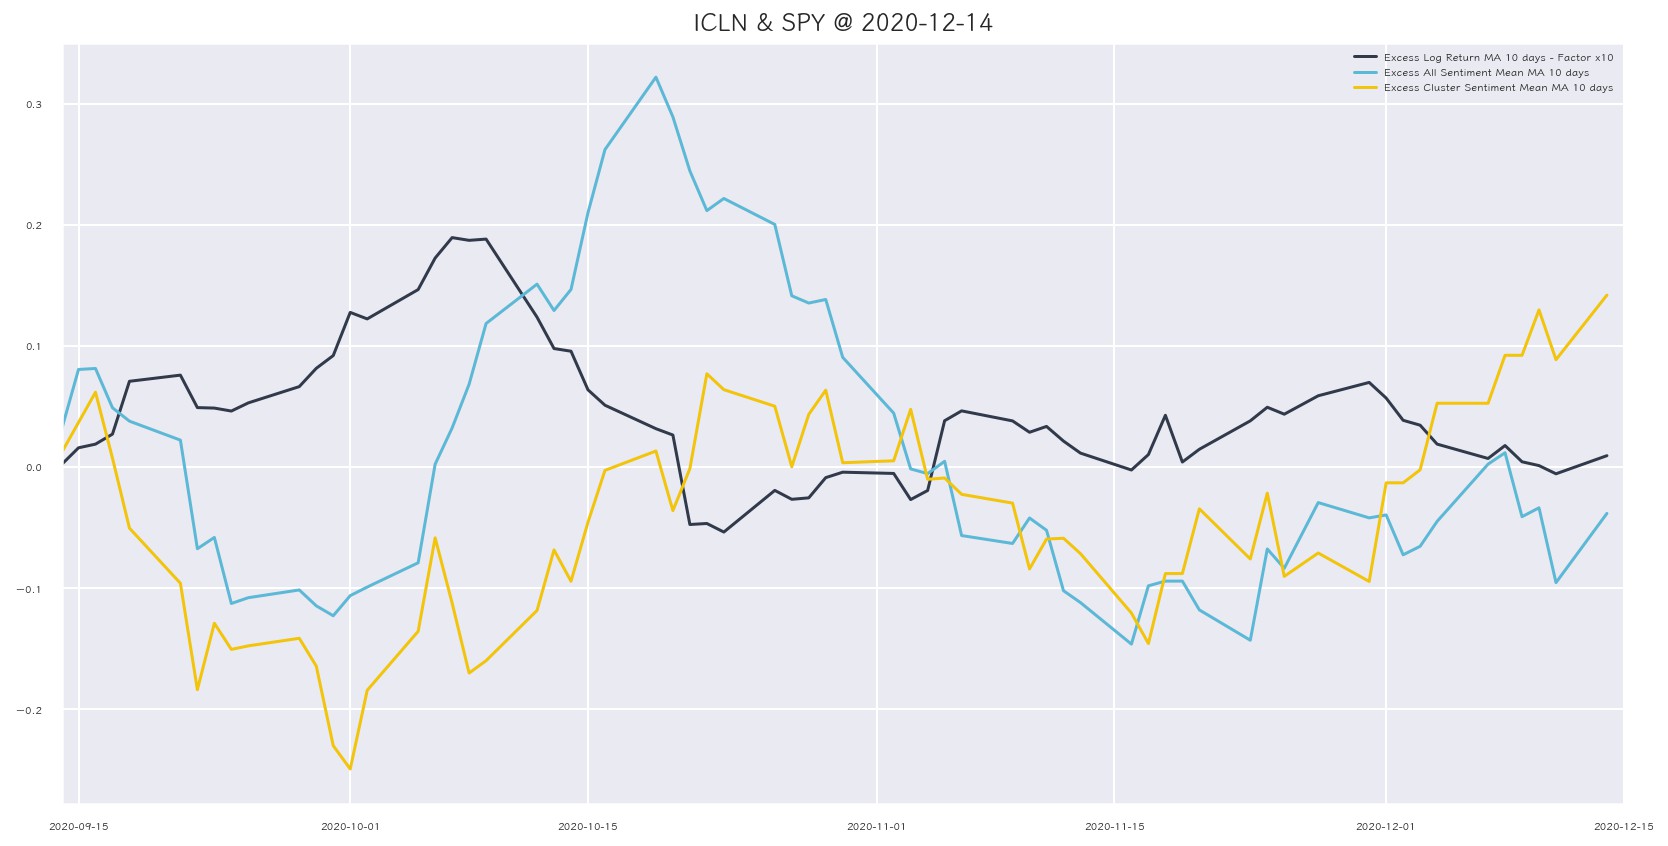 ICLN & SPY @ 2020-12-14
Excess Log Return MA 10 days - Factor x10
Excess All Sentiment Mean MA 10 days
Excess Cluster Sentiment Mean MA 10 days
0.3
0.2
0.1
0.0
−0.1
−0.2
2020-09-15 2020-10-01 2020-10-15 2020-11-01 2020-11-15 2020-12-01 2020-12-15